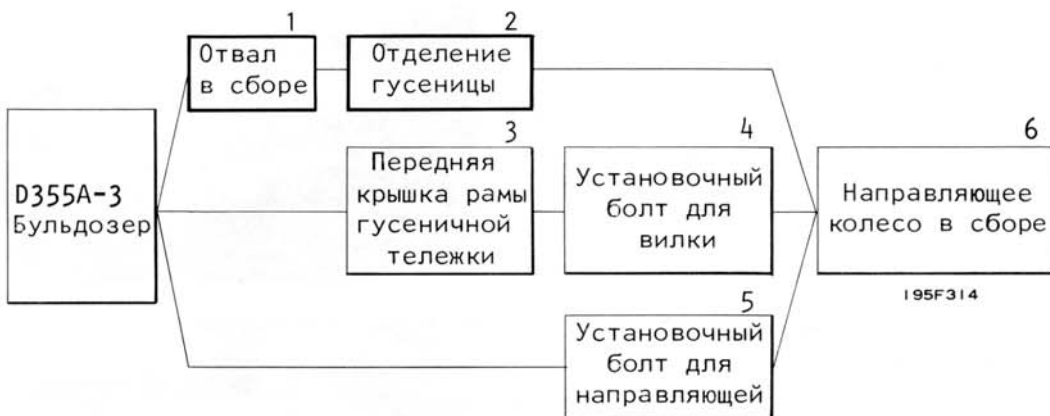 1
Отвал
в сборе
2
Отделение
гусеницы
D355A-3
Бульдозер
3
Передняя
крышка рамы
гусеничной
тележки
4
Установочный
болт для
вилки
5
Установочный
болт для
направляющей
6
Направляющее
колесо в сборе
195F314